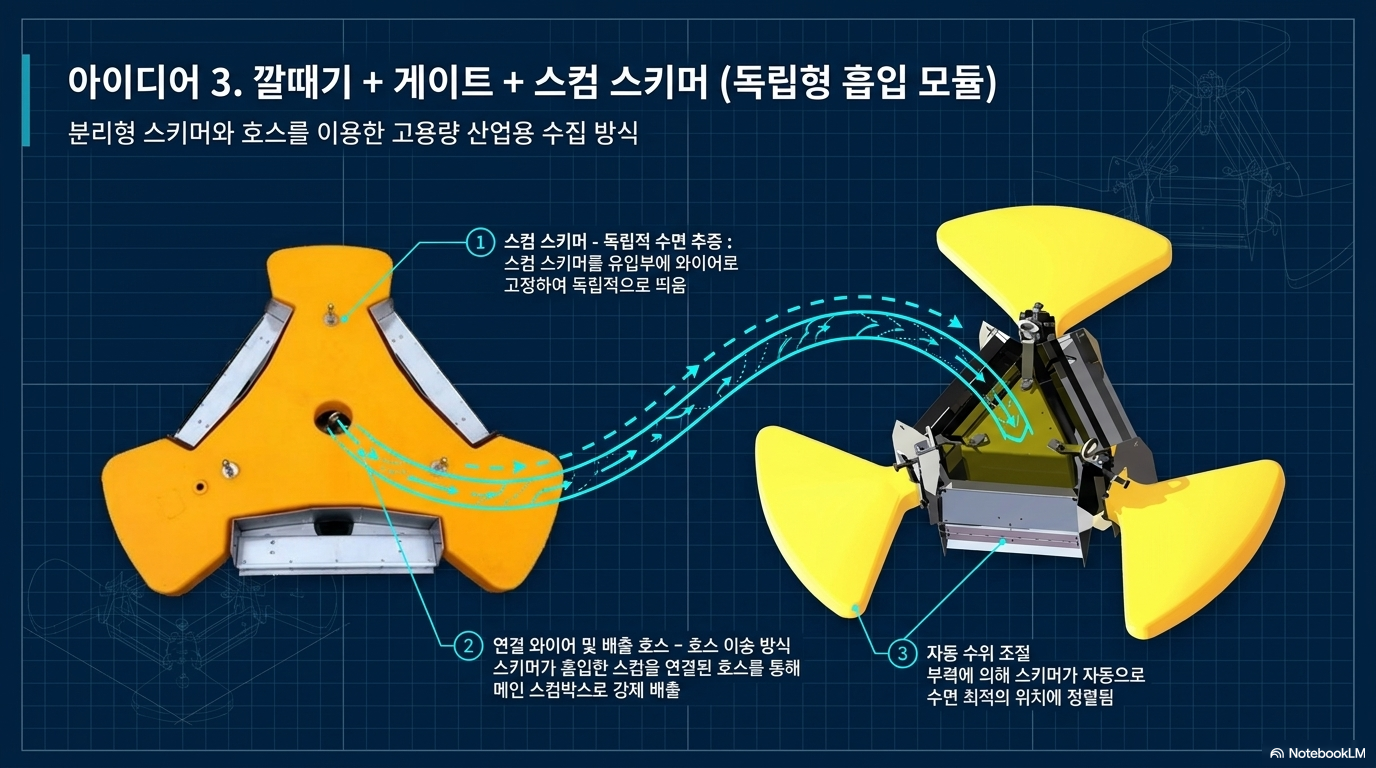 아이디어 3. 깔때기 + 게이트 + 스컴 스키머 (독립형 흡입 모듈)
분리형 스키머와 호스를 이용한 고용량 산업용 수집 방식
1 스컴 스키머 - 독립적 수면 추종 :
스컴 스키머를 유입부에 와이어로
고정하여 독립적으로 띄움
2 연결 와이어 및 배출 호스 – 호스 이송 방식
스키머가 흡입한 스컴을 연결된 호스를 통해
메인 스컴박스로 강제 배출
3 자동 수위 조절
부력에 의해 스키머가 자동으로
수면 최적의 위치에 정렬됨
NotebookLM